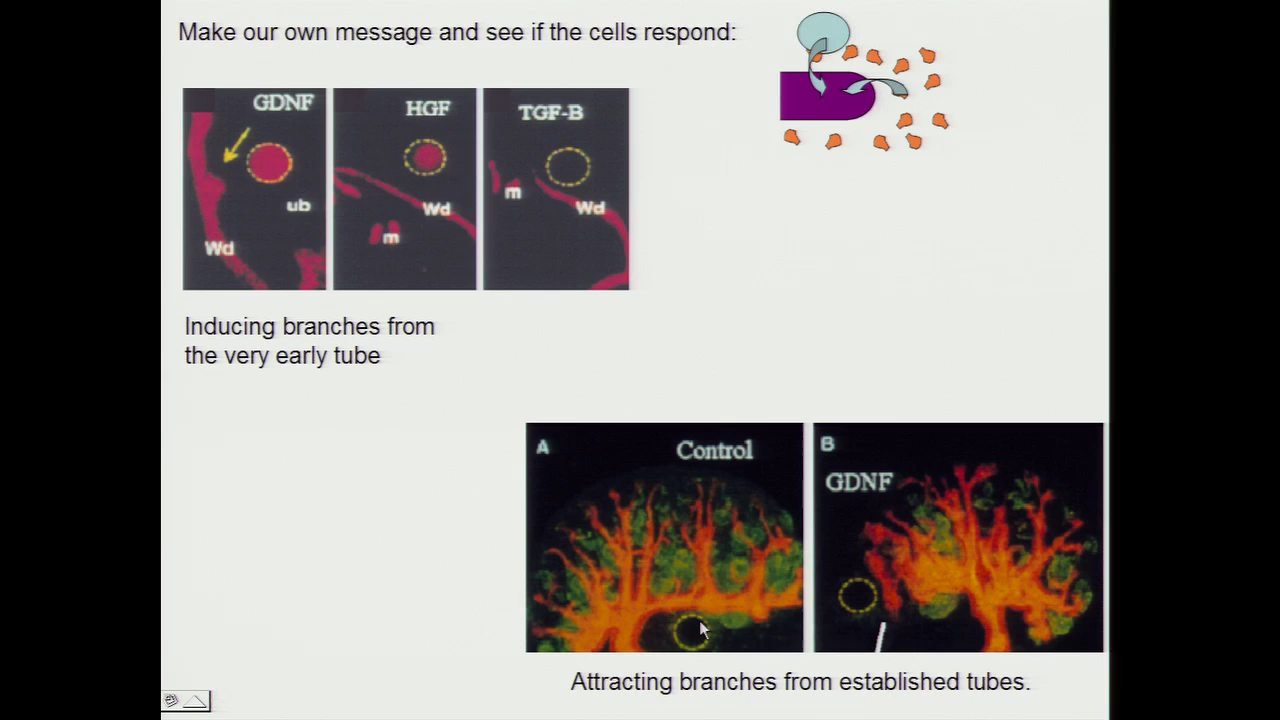 Make our own message and see if the cells respond:
GDNF
ub
Wd
HGF
Wd
m
TGF-B
m
Wd
Inducing branches from
the very early tube
A
Control
B
GDNF
Attracting branches from established tubes.